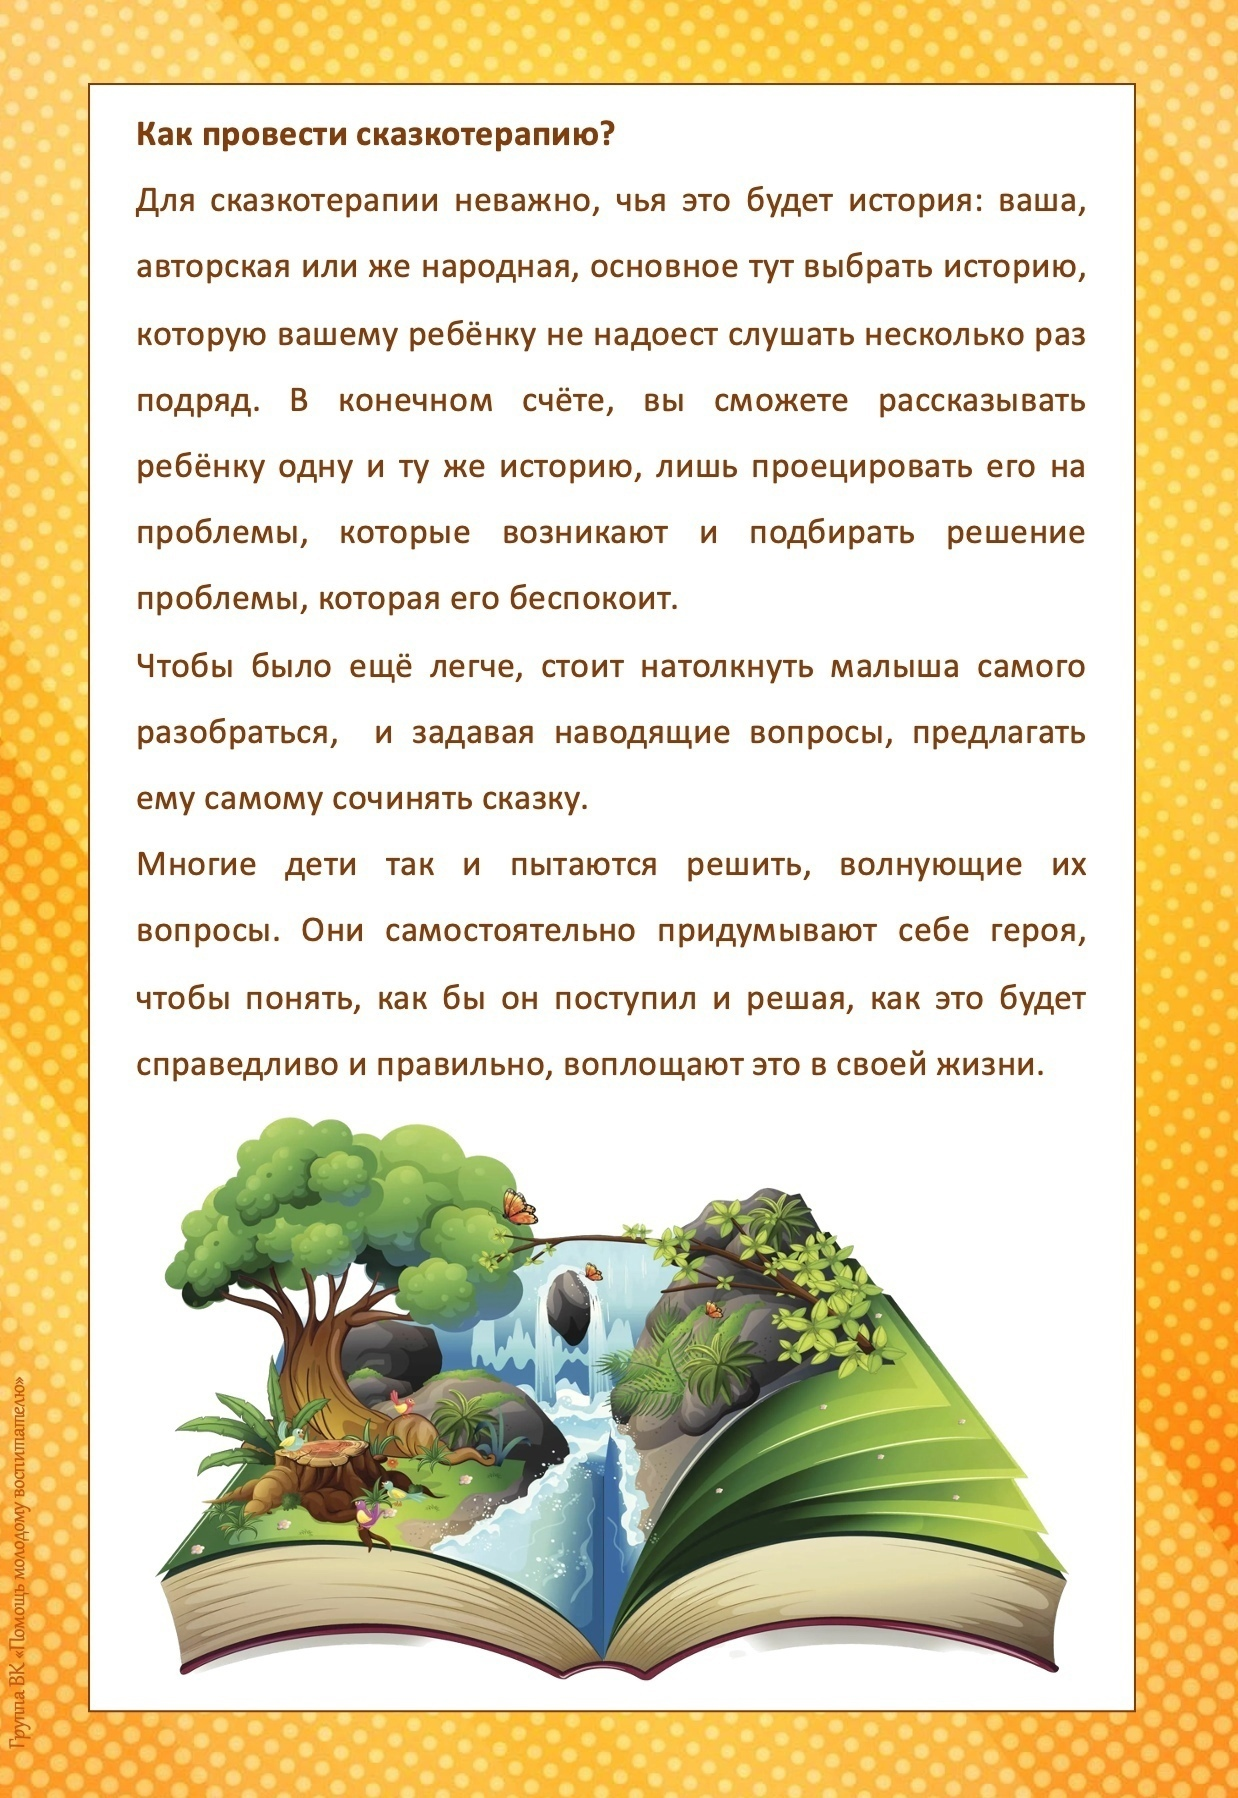 Как провести сказкотерапию?
Для сказкотерапии неважно, чья это будет история: ваша,
авторская или же народная, основное тут выбрать историю,
которую вашему ребёнку не надоест слушать несколько раз
подряд. В конечном счёте, вы сможете рассказывать
ребёнку одну и ту же историю, лишь проецировать его на
проблемы, которые возникают и подбирать решение
проблемы, которая его беспокоит.
Чтобы было ещё легче, стоит натолкнуть малыша самого
разобраться, и задавая наводящие вопросы, предлагать
ему самому сочинять сказку.
Многие дети так и пытаются решить, волнующие их
вопросы. Они самостоятельно придумывают себе героя,
чтобы понять, как бы он поступил и решая, как это будет
справедливо и правильно, воплощают это в своей жизни.
Группа ВК «Помощь молодому воспитателю»